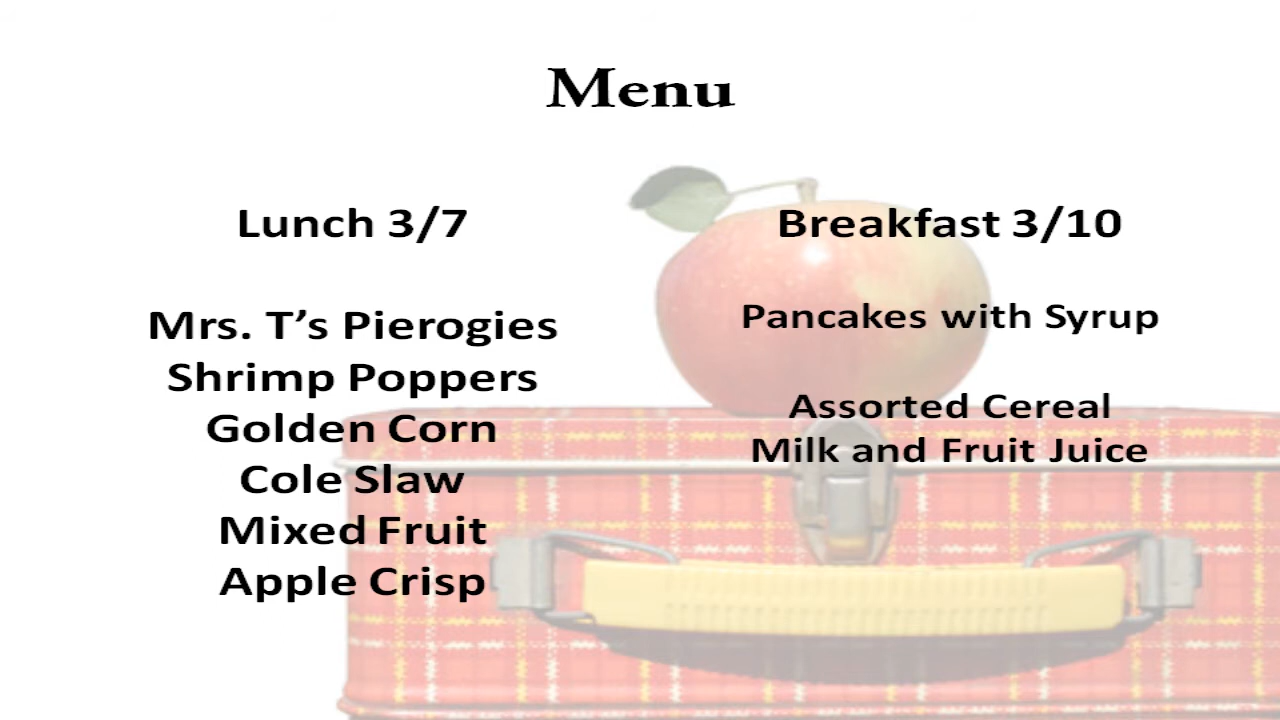 Menu
Lunch 3/7
Mrs. T’s Pierogies
Shrimp Poppers
Golden Corn
Cole Slaw
Mixed Fruit
Apple Crisp
Breakfast 3/10
Pancakes with Syrup
Assorted Cereal
Milk and Fruit Juice